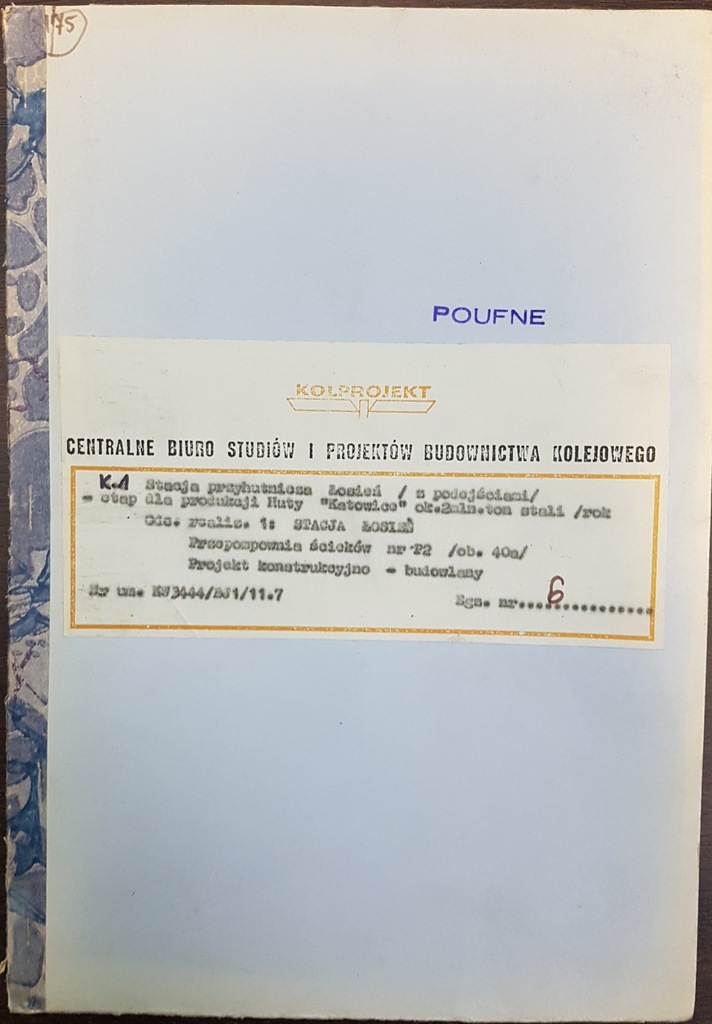 175
POUFNE
KOLPROJEKT
CENTRALNE BIURO STUDIÓW I PROJEKTÓW BUDOWNICTWA KOLEJOWEGO
K.1 Stacja przyhutnicza Łosień / z podejściami/
- etap dla produkcji Huty "Katowice" ok.2mln.ton stali /rok
Odc. realiz. 1: STACJA ŁOSIEŃ
Przepompownia ścieków nr P2 /ob. 40a/
Projekt konstrukcyjno - budowlany
Nr um. KW3444/BJ1/11.7
Egz. nr...6............